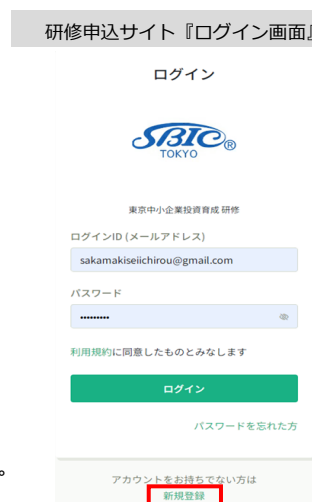 研修申込サイト『ログイン画面』
ログイン
SBIC®
TOKYO
東京中小企業投資育成 研修
ログインID (メールアドレス)
sakamakiseiichirou@gmail.com
パスワード
•••••••••
利用規約に同意したものとみなします
ログイン
パスワードを忘れた方
。
アカウントをお持ちでない方は
新規登録